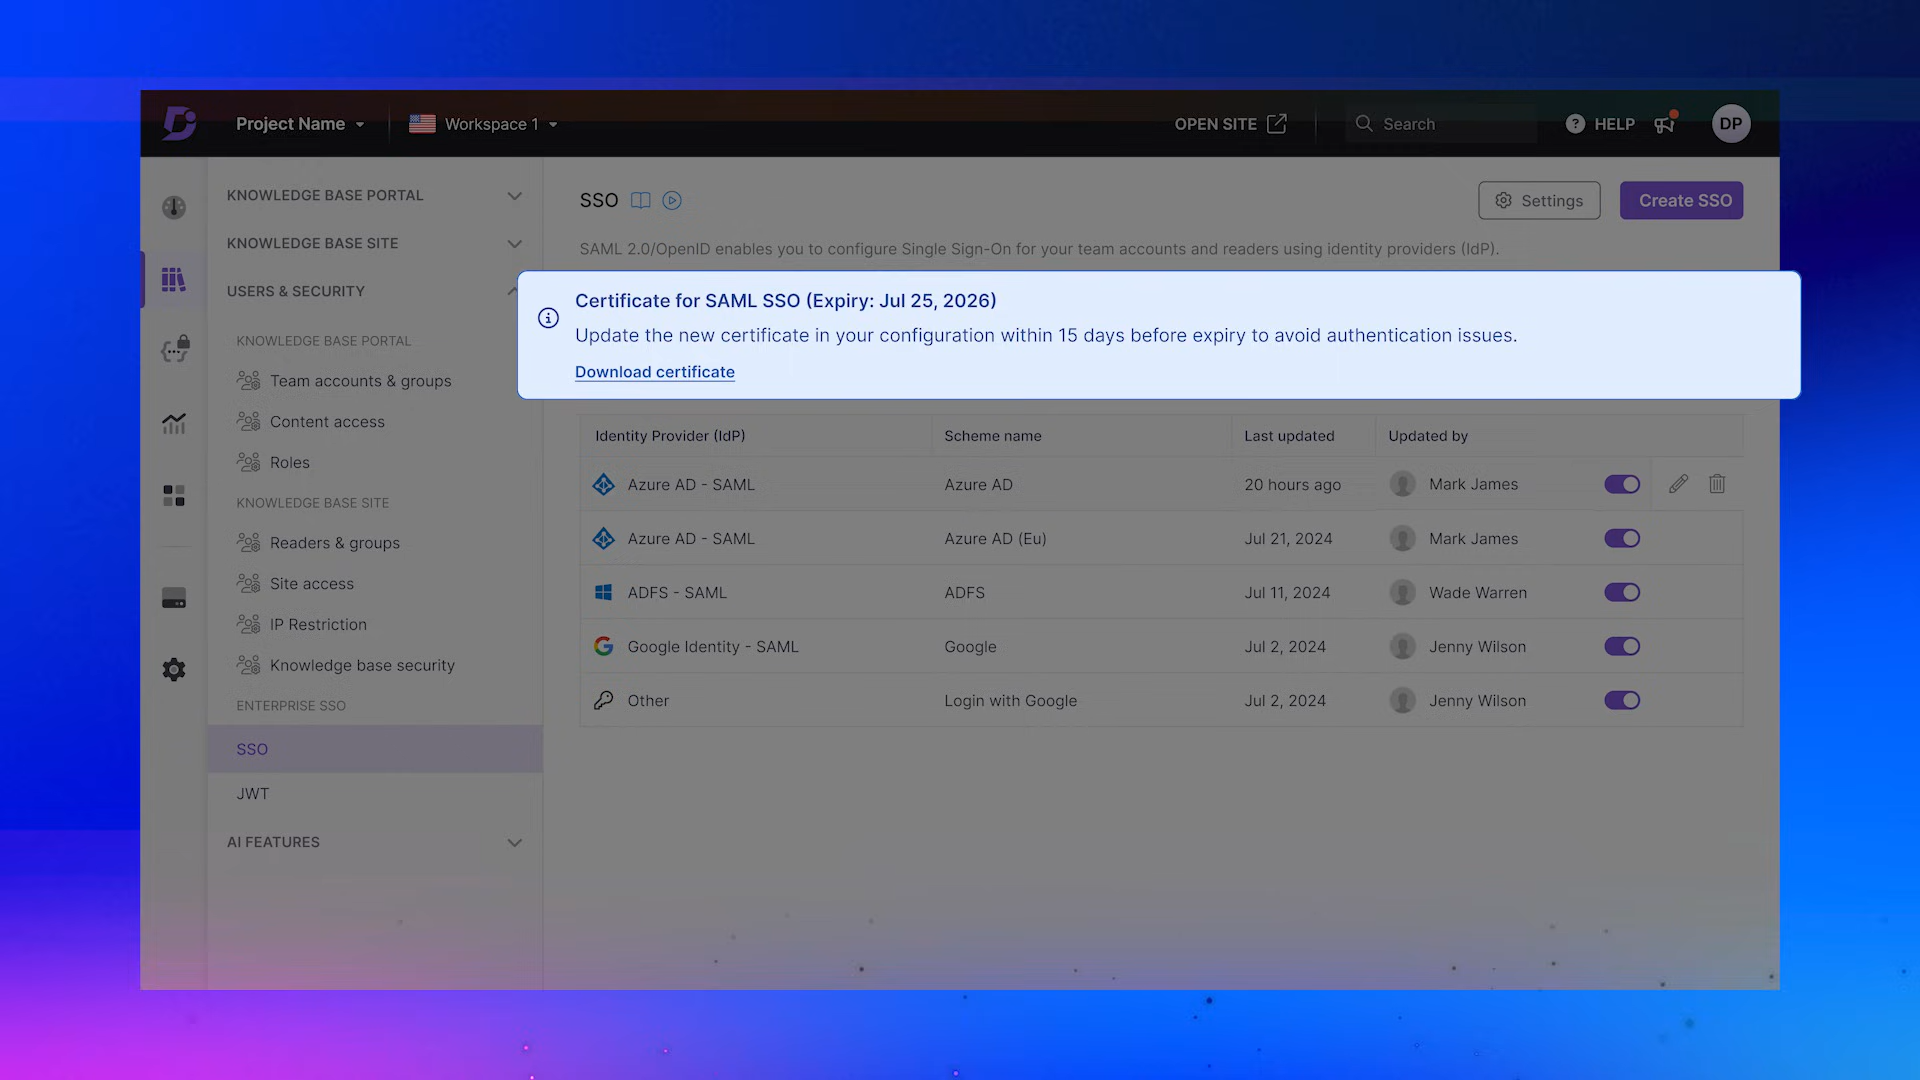 Project Name
Workspace 1
OPEN SITE
Search
HELP
DP
KNOWLEDGE BASE PORTAL
KNOWLEDGE BASE SITE
USERS & SECURITY
KNOWLEDGE BASE PORTAL
Team accounts & groups
Content access
Roles
KNOWLEDGE BASE SITE
Readers & groups
Site access
IP Restriction
Knowledge base security
ENTERPRISE SSO
SSO
JWT
AI FEATURES
SSO
Settings
Create SSO
SAML 2.0/OpenID enables you to configure Single Sign-On for your team accounts and readers using identity providers (IdP).
Certificate for SAML SSO (Expiry: Jul 25, 2026)
Update the new certificate in your configuration within 15 days before expiry to avoid authentication issues.
Download certificate
Identity Provider (IdP) Scheme name Last updated Updated by
Azure AD - SAML Azure AD 20 hours ago Mark James
Azure AD - SAML Azure AD (Eu) Jul 21, 2024 Mark James
ADFS - SAML ADFS Jul 11, 2024 Wade Warren
Google Identity - SAML Google Jul 2, 2024 Jenny Wilson
Other Login with Google Jul 2, 2024 Jenny Wilson